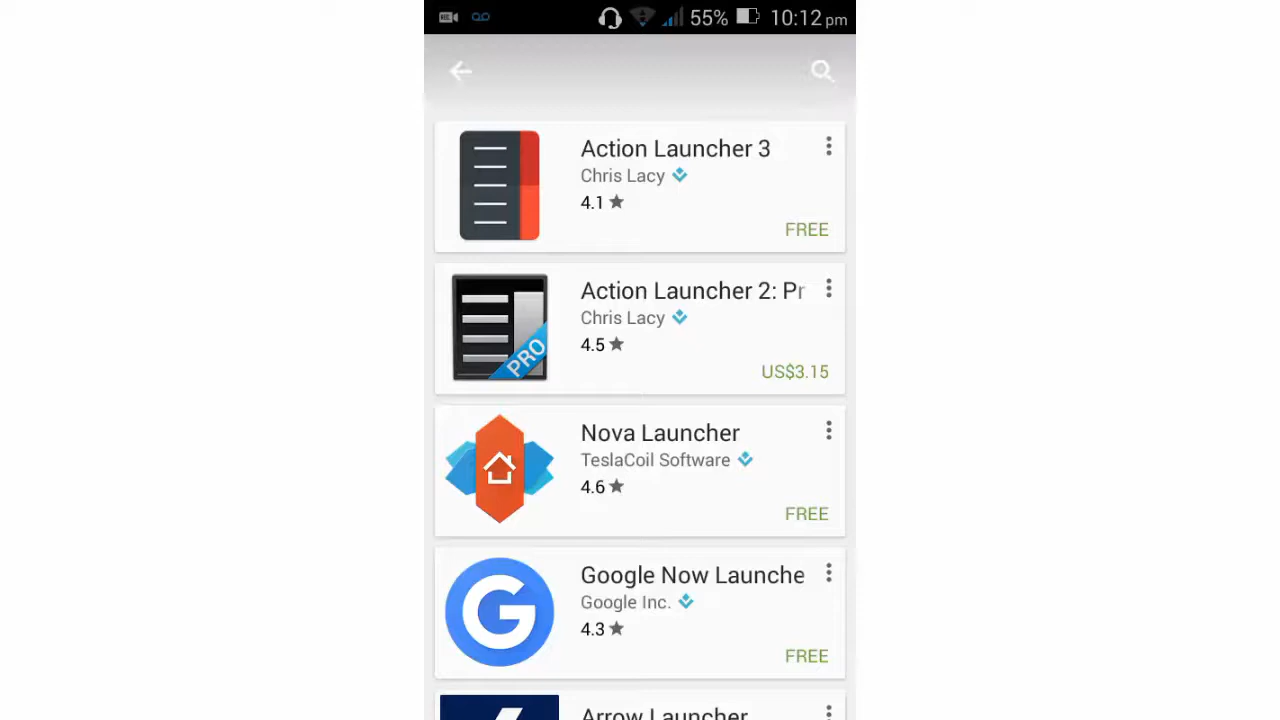 REC 55% 10:12 pm
Action Launcher 3
Chris Lacy
4.1
FREE
Action Launcher 2: Pr
Chris Lacy
4.5
PRO
US$3.15
Nova Launcher
TeslaCoil Software
4.6
FREE
Google Now Launche
Google Inc.
G
4.3
FREE
Arrow Launcher